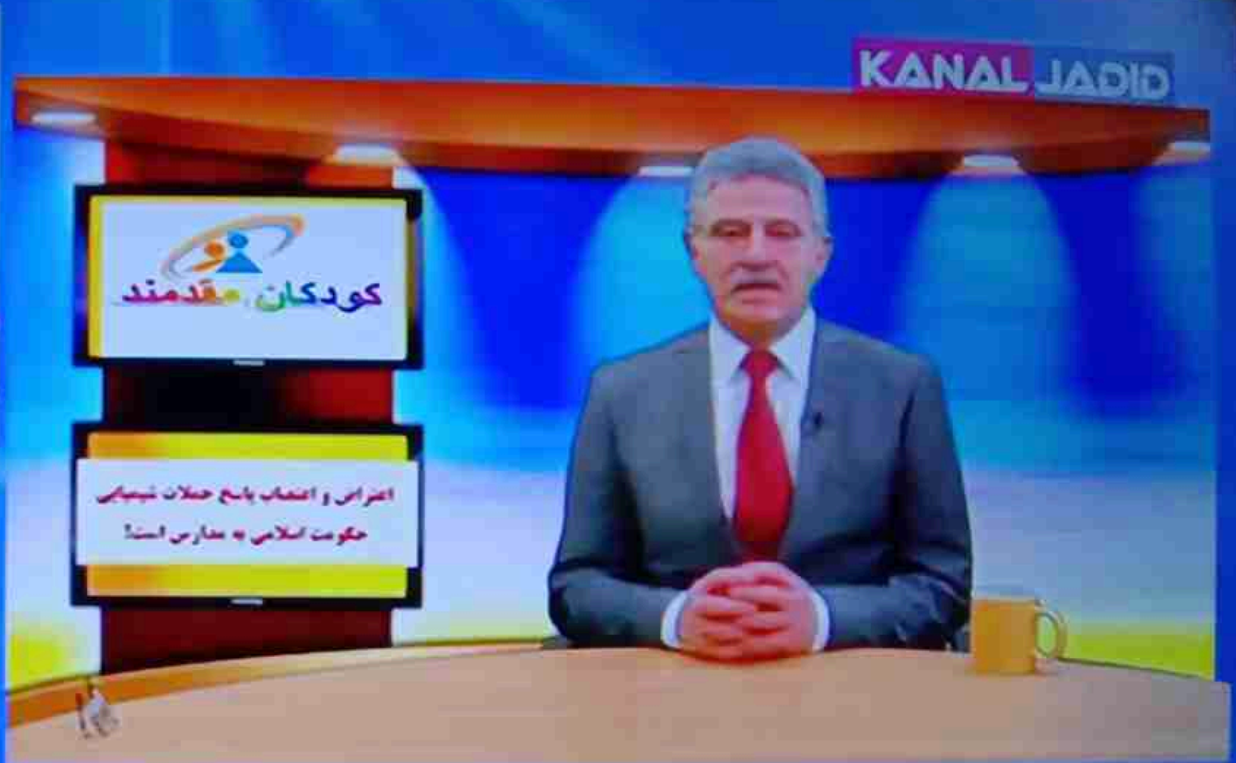 KANAL JADID
کودکان مقدمند
اعتراض و اعتصاب پاسخ حملات شیمیایی
حکومت اسلامی به مدارس است!